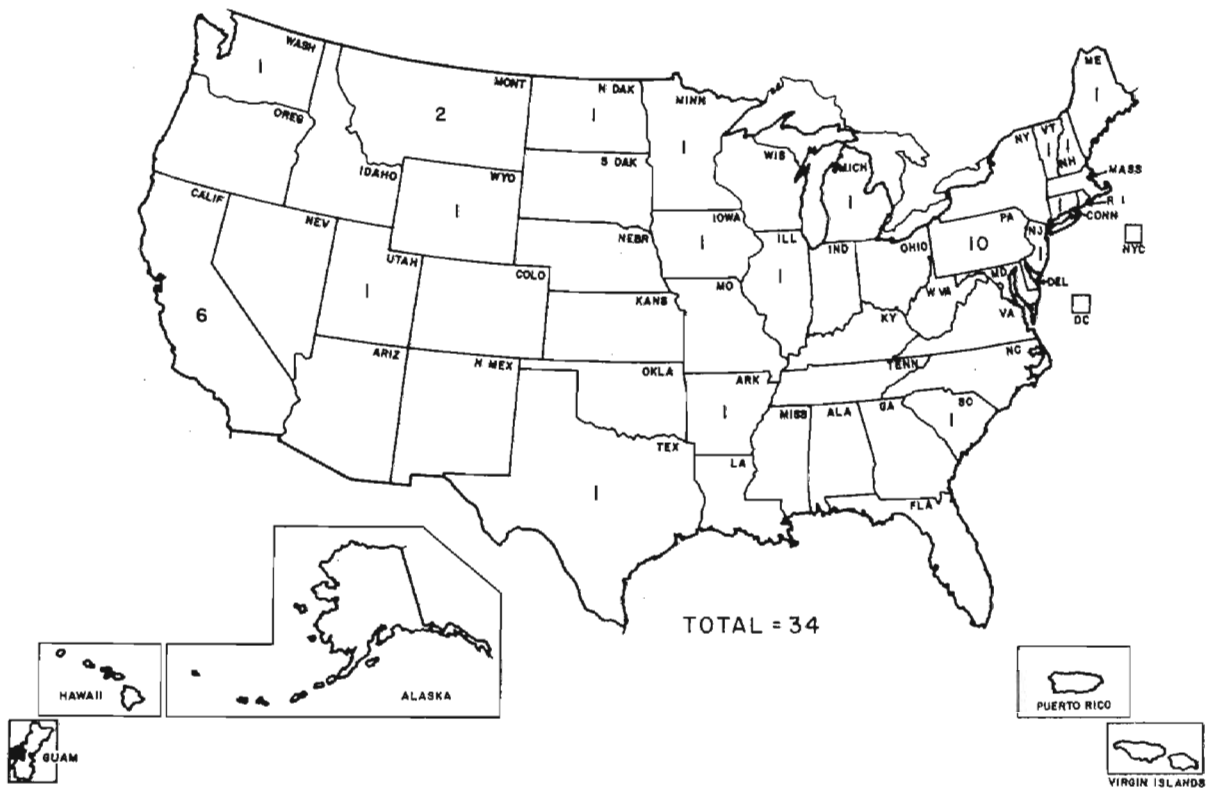 WASH
1
OREG
CALIF
6
NEV
IDAHO
MONT
2
WYO
1
UTAH
1
COLO
ARIZ
N MEX
N DAK
1
S DAK
NEBR
KANS
OKLA
TEX
1
MINN
1
IOWA
1
MO
ARK
1
LA
WIS
ILL
1
MICH
1
IND
OHIO
KY
TENN
MISS
ALA
GA
FLA
SO
1
NC
VA
W VA
MD
DEL
PA
10
NJ
1
NY
VT
1
NH
1
ME
1
MASS
R I
CONN
1
NYC
DC
TOTAL = 34
HAWAII
ALASKA
GUAM
PUERTO RICO
VIRGIN ISLANDS